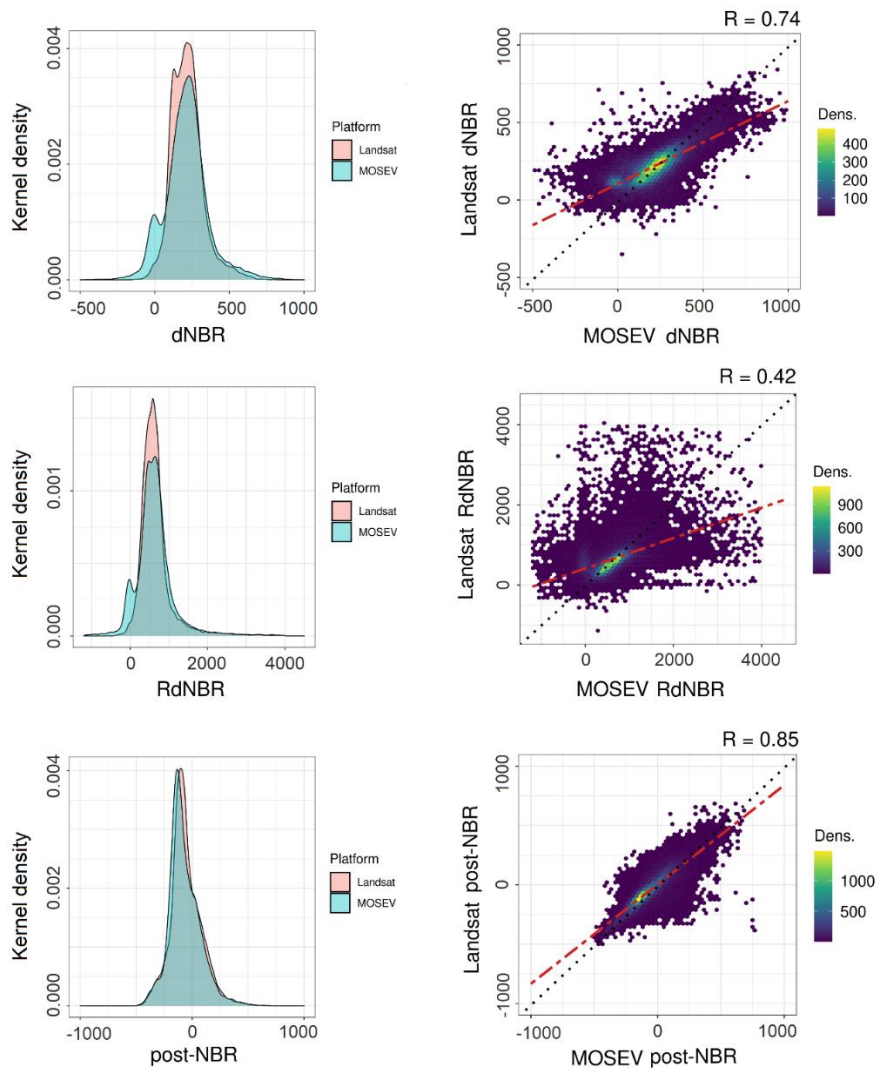 R = 0.74
Kernel density
0.004
0.002
0.000
-500 0 500 1000
dNBR
Platform
Landsat
MOSEV
Landsat dNBR
1000
500
0
-500
-500 0 500 1000
MOSEV dNBR
Dens.
400
300
200
100
R = 0.42
Kernel density
0.001
0.000
0 2000 4000
RdNBR
Platform
Landsat
MOSEV
Landsat RdNBR
4000
2000
0
0 2000 4000
MOSEV RdNBR
Dens.
900
600
300
R = 0.85
Kernel density
0.004
0.002
0.000
-1000 0 1000
post-NBR
Platform
Landsat
MOSEV
Landsat post-NBR
1000
0
-1000
-1000 0 1000
MOSEV post-NBR
Dens.
1000
500